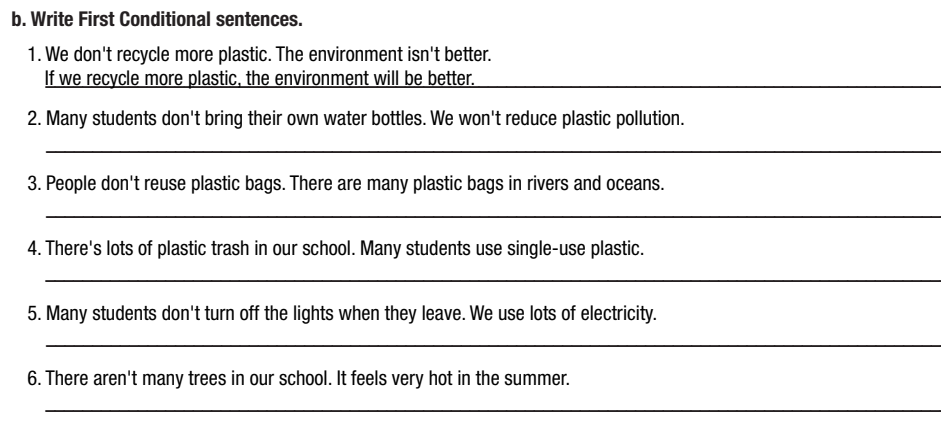 b. Write First Conditional sentences.
1. We don't recycle more plastic. The environment isn't better.
If we recycle more plastic, the environment will be better.
2. Many students don't bring their own water bottles. We won't reduce plastic pollution.
3. People don't reuse plastic bags. There are many plastic bags in rivers and oceans.
4. There's lots of plastic trash in our school. Many students use single-use plastic.
5. Many students don't turn off the lights when they leave. We use lots of electricity.
6. There aren't many trees in our school. It feels very hot in the summer.